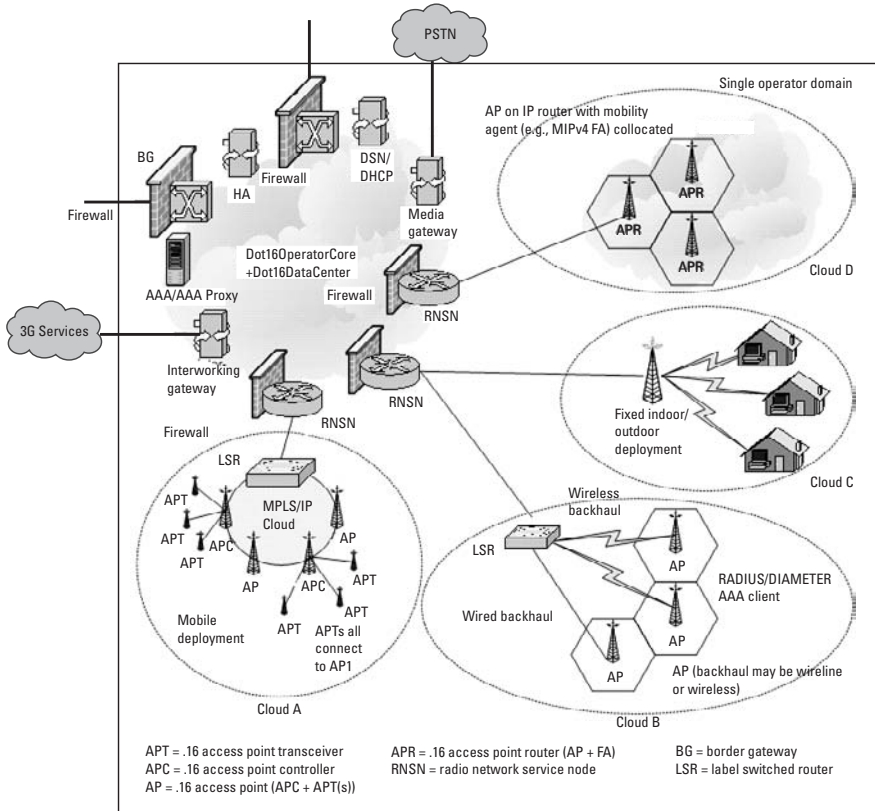 PSTN
Single operator domain
AP on IP router with mobility
agent (e.g., MIPv4 FA) collocated
BG
HA
Firewall
DSN/
DHCP
Media
gateway
Firewall
AAA/AAA Proxy
Dot16OperatorCore
+Dot16DataCenter
Firewall
RNSN
APR
APR
APR
Cloud D
3G Services
Interworking
gateway
RNSN
RNSN
Fixed indoor/
outdoor
deployment
Cloud C
Firewall
LSR
MPLS/IP
Cloud
APT
APT
APT
APC
AP
AP
APC
APT
APT
APT
Mobile
deployment
APTs all
connect
to AP1
Cloud A
Wireless
backhaul
LSR
AP
RADIUS/DIAMETER
AAA client
AP
Wired backhaul
AP
AP (backhaul may be wireline
or wireless)
Cloud B
APT = .16 access point transceiver
APC = .16 access point controller
AP = .16 access point (APC + APT(s))
APR = .16 access point router (AP + FA)
RNSN = radio network service node
BG = border gateway
LSR = label switched router